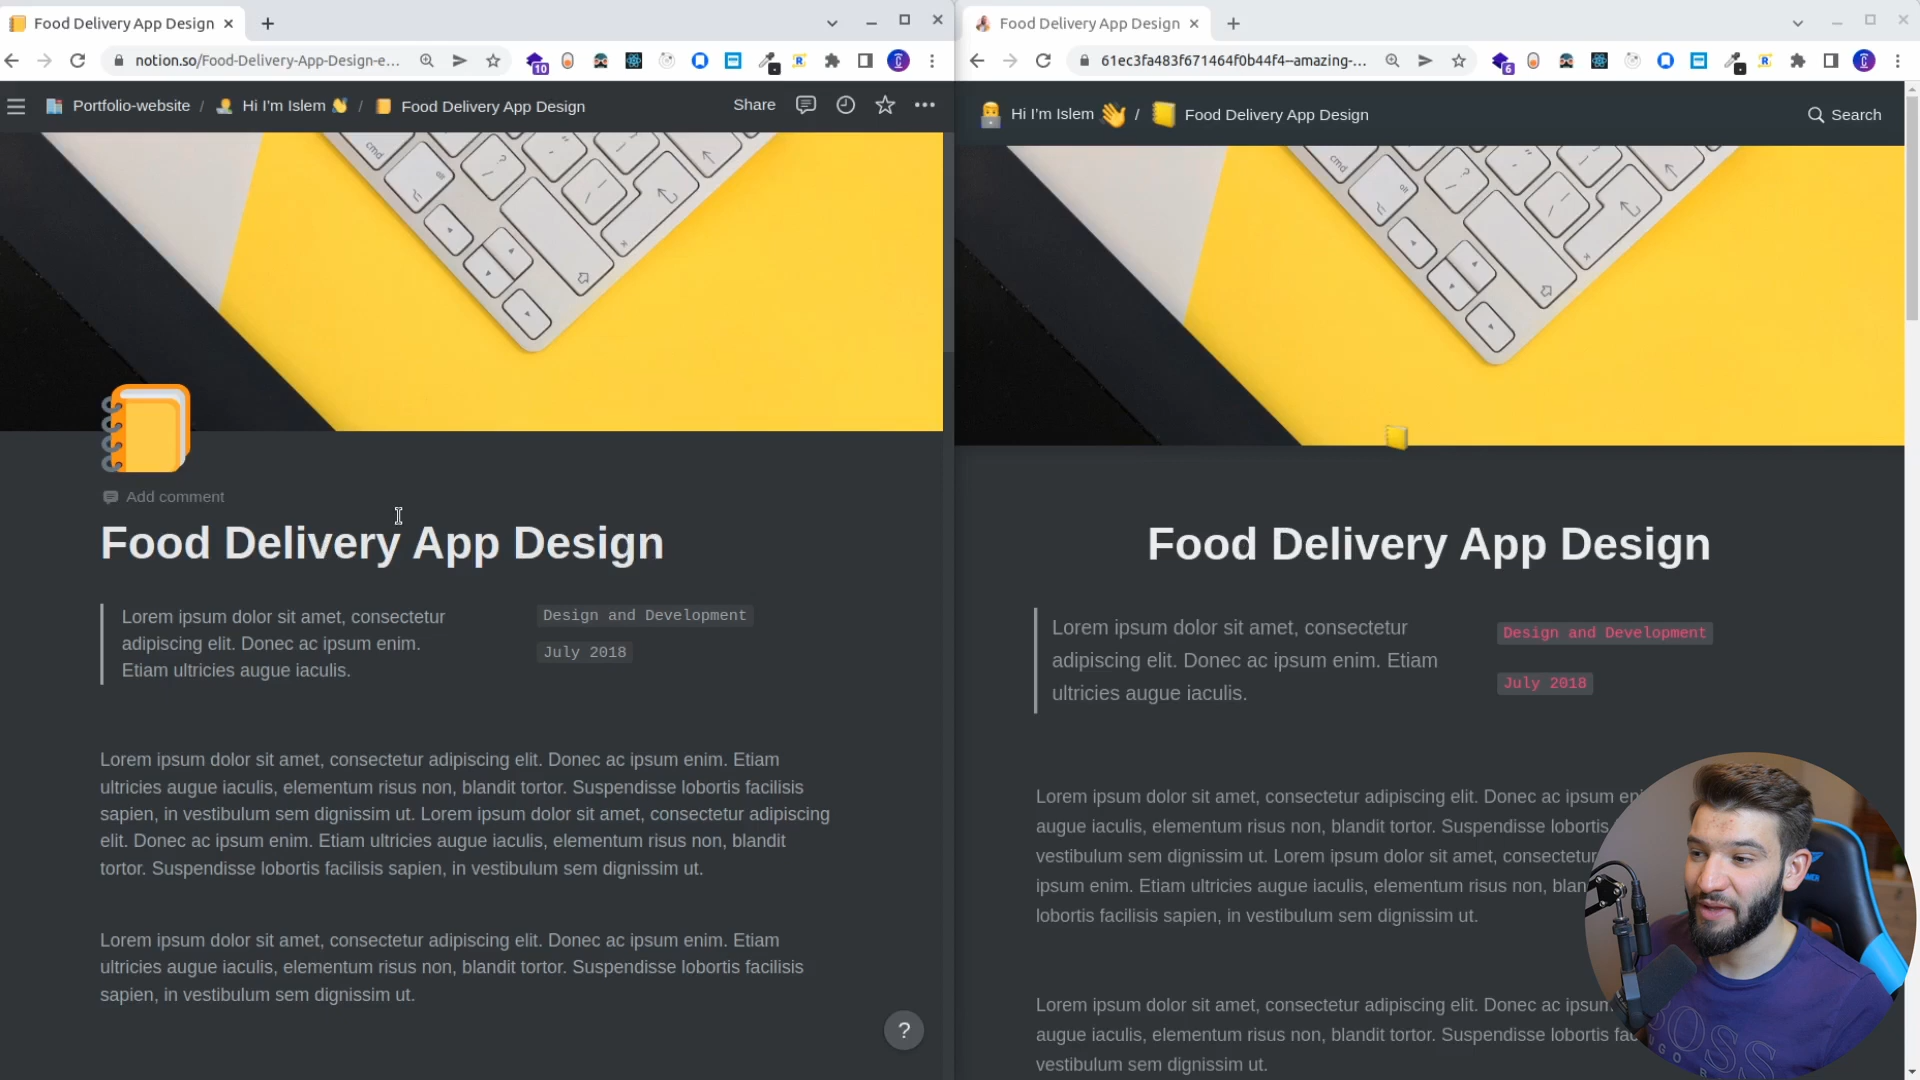 Food Delivery App Design
notion.so/Food-Delivery-App-Design-e...
10
Portfolio-website / Hi I'm Islem 👋 / Food Delivery App Design
Share
cmd
alt
Add comment
Food Delivery App Design
Lorem ipsum dolor sit amet, consectetur
adipiscing elit. Donec ac ipsum enim.
Etiam ultricies augue iaculis.
Design and Development
July 2018
Lorem ipsum dolor sit amet, consectetur adipiscing elit. Donec ac ipsum enim. Etiam
ultricies augue iaculis, elementum risus non, blandit tortor. Suspendisse lobortis facilisis
sapien, in vestibulum sem dignissim ut. Lorem ipsum dolor sit amet, consectetur adipiscing
elit. Donec ac ipsum enim. Etiam ultricies augue iaculis, elementum risus non, blandit
tortor. Suspendisse lobortis facilisis sapien, in vestibulum sem dignissim ut.
Lorem ipsum dolor sit amet, consectetur adipiscing elit. Donec ac ipsum enim. Etiam
ultricies augue iaculis, elementum risus non, blandit tortor. Suspendisse lobortis facilisis
sapien, in vestibulum sem dignissim ut.
?
Food Delivery App Design
61ec3fa483f671464f0b44f4--amazing-...
6
Hi I'm Islem 👋 / Food Delivery App Design
Search
cmd
alt
Food Delivery App Design
Lorem ipsum dolor sit amet, consectetur
adipiscing elit. Donec ac ipsum enim. Etiam
ultricies augue iaculis.
Design and Development
July 2018
Lorem ipsum dolor sit amet, consectetur adipiscing elit. Donec ac ipsum
augue iaculis, elementum risus non, blandit tortor. Suspendisse lobortis
vestibulum sem dignissim ut. Lorem ipsum dolor sit amet, consectetur
ipsum enim. Etiam ultricies augue iaculis, elementum risus non,
lobortis facilisis sapien, in vestibulum sem dignissim ut.
Lorem ipsum dolor sit amet, consectetur adipiscing elit. Donec ac ipsum
augue iaculis, elementum risus non, blandit tortor. Suspendisse lobortis
vestibulum sem dignissim ut.